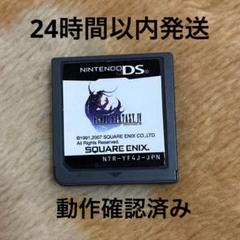 24時間以内発送
NINTENDO DS
FINAL FANTASY IV
©1991,2007 SQUARE ENIX CO.,LTD.
All Rights Reserved.
SQUARE ENIX
NTR-YF4J-JPN
動作確認済み